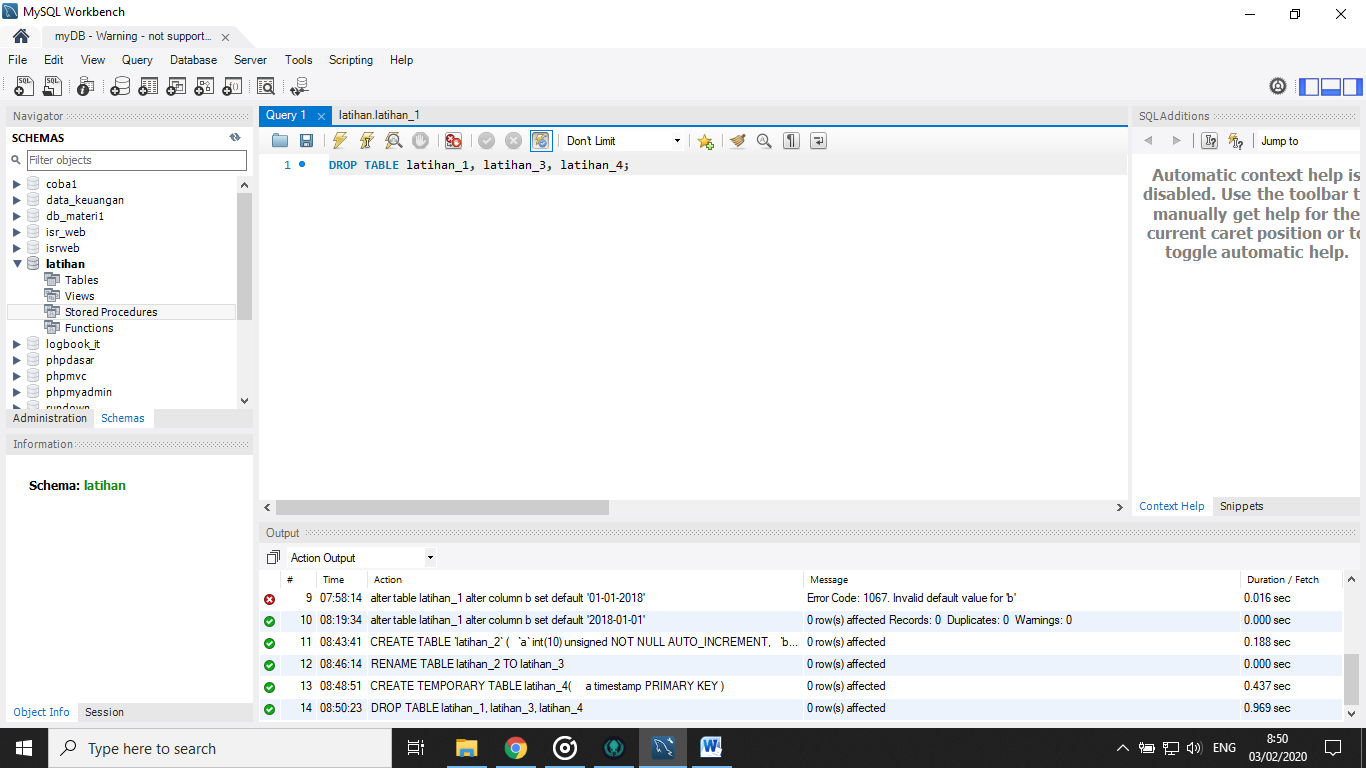 MySQL Workbench
myDB - Warning - not support...
File Edit View Query Database Server Tools Scripting Help
Navigator
SCHEMAS
Filter objects
coba1
data_keuangan
db_materi1
isr_web
isrweb
latihan
Tables
Views
Stored Procedures
Functions
logbook_it
phpdasar
phpmvc
phpmyadmin
rundown
Administration Schemas
Information
Schema: latihan
Object Info Session
Query 1 latihan.latihan_1
Don't Limit
1 DROP TABLE latihan_1, latihan_3, latihan_4;
SQLAdditions
Jump to
Automatic context help is
disabled. Use the toolbar t
manually get help for the
current caret position or to
toggle automatic help.
Context Help Snippets
Output
Action Output
# Time Action Message Duration / Fetch
9 07:58:14 alter table latihan_1 alter column b set default '01-01-2018' Error Code: 1067. Invalid default value for 'b' 0.016 sec
10 08:19:34 alter table latihan_1 alter column b set default '2018-01-01' 0 row(s) affected Records: 0 Duplicates: 0 Warnings: 0 0.000 sec
11 08:43:41 CREATE TABLE `latihan_2` ( `a` int(10) unsigned NOT NULL AUTO_INCREMENT, `b... 0 row(s) affected 0.188 sec
12 08:46:14 RENAME TABLE latihan_2 TO latihan_3 0 row(s) affected 0.000 sec
13 08:48:51 CREATE TEMPORARY TABLE latihan_4( a timestamp PRIMARY KEY ) 0 row(s) affected 0.437 sec
14 08:50:23 DROP TABLE latihan_1, latihan_3, latihan_4 0 row(s) affected 0.969 sec
Type here to search
ENG
8:50
03/02/2020